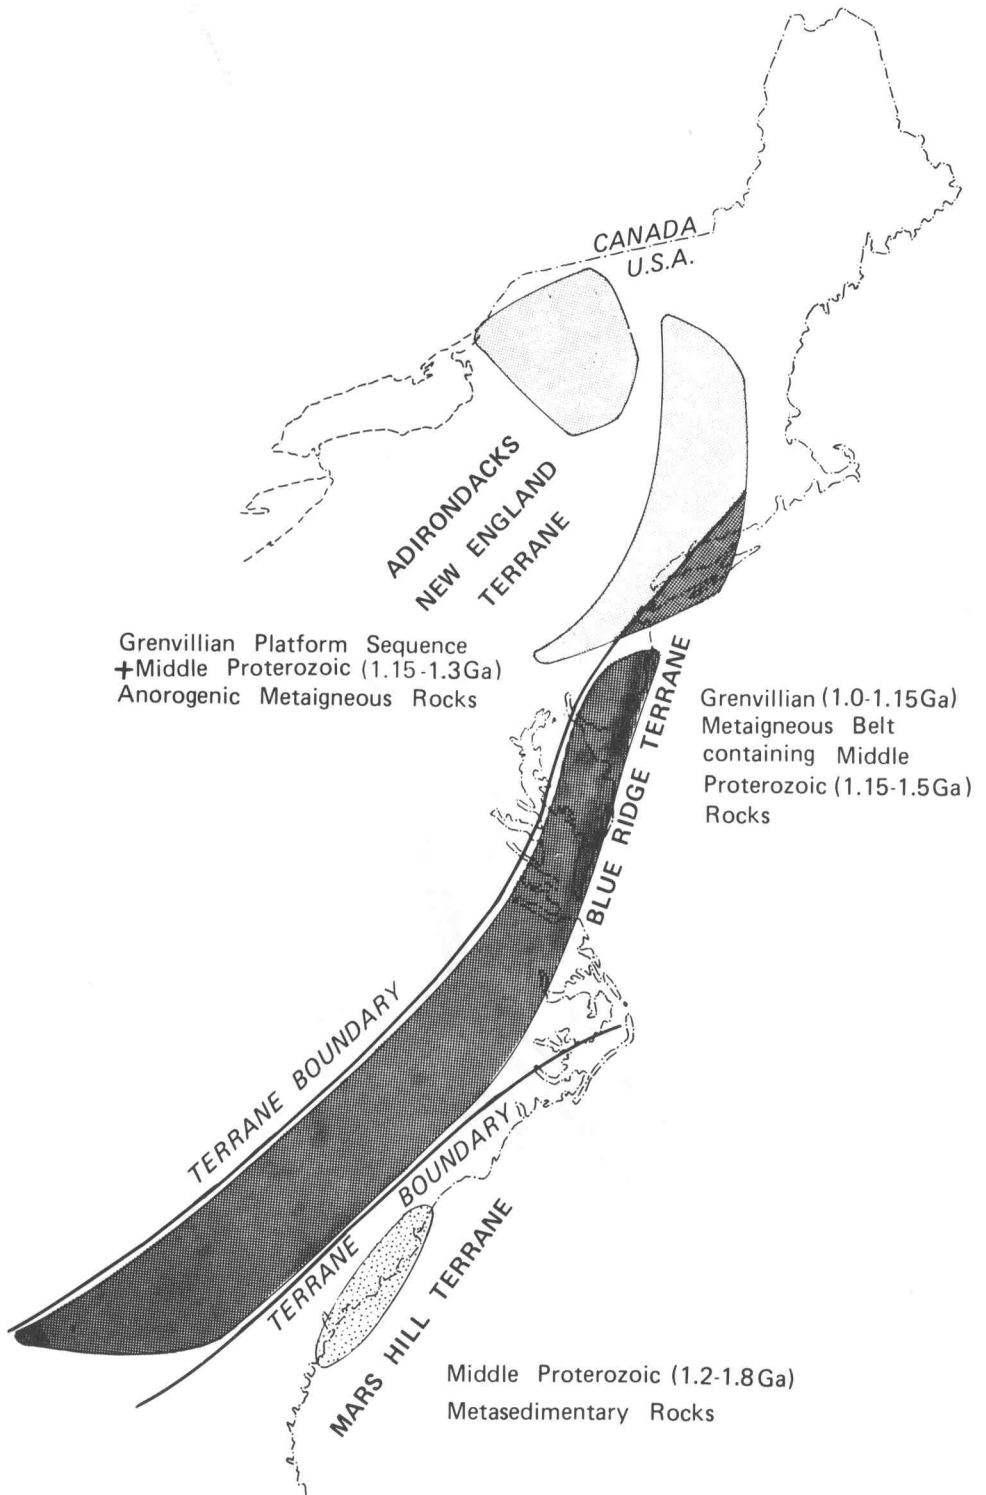 CANADA
U.S.A.
ADIRONDACKS
NEW ENGLAND
TERRANE
Grenvillian Platform Sequence
+Middle Proterozoic (1.15-1.3Ga)
Anorogenic Metaigneous Rocks
BLUE RIDGE TERRANE
Grenvillian (1.0-1.15Ga)
Metaigneous Belt
containing Middle
Proterozoic (1.15-1.5Ga)
Rocks
TERRANE BOUNDARY
TERRANE BOUNDARY
MARS HILL TERRANE
Middle Proterozoic (1.2-1.8Ga)
Metasedimentary Rocks